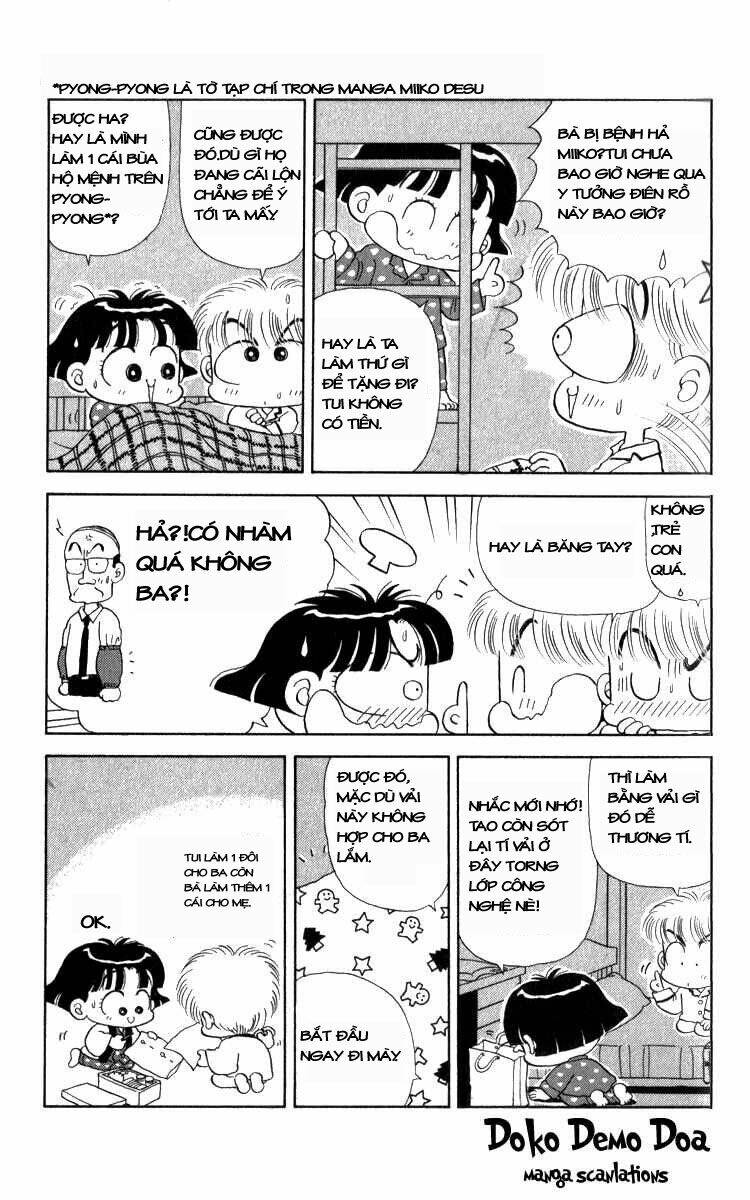 *PYONG-PYONG LÀ TỜ TẠP CHÍ TRONG MANGA MIIKO DESU
BÀ BỊ BỆNH HẢ
MIIKO?TUI CHƯA
BAO GIỜ NGHE QUA
Y TƯỞNG ĐIÊN RỒ
NÀY BAO GIỜ?
HAY LÀ TA
LÀM THỨ GÌ
ĐỂ TẶNG ĐI?
TUI KHÔNG
CÓ TIỀN.
CŨNG ĐƯỢC
ĐÓ,DÙ GÌ HỌ
ĐANG CÃI LỘN
CHẲNG ĐỂ Ý
TỚI TA MẤY
ĐƯỢC HA?
HAY LÀ MÌNH
LÀM 1 CÁI BÙA
HỘ MỆNH TRÊN
PYONG-
PYONG*?
KHÔNG
,TRẺ
CON
QUÁ.
HAY LÀ BĂNG TAY?
HẢ?!CÓ NHÀM
QUÁ KHÔNG
BA?!
THÌ LÀM
BẰNG VẢI GÌ
ĐÓ DỄ
THƯƠNG TÍ.
NHẮC MỚI NHỚ!
TAO CÒN SÓT
LẠI TÍ VẢI Ở
ĐÂY TORNG
LỚP CÔNG
NGHỆ NÈ!
ĐƯỢC ĐÓ,
MẶC DÙ VẢI
NÀY KHÔNG
HỢP CHO BA
LẮM.
BẮT ĐẦU
NGAY ĐI MÀY
TUI LÀM 1 ĐÔI
CHO BA CÒN
BÀ LÀM THÊM 1
CÁI CHO MẸ.
OK.
DOKO DEMO DOA
MANGA SCANLATIONS